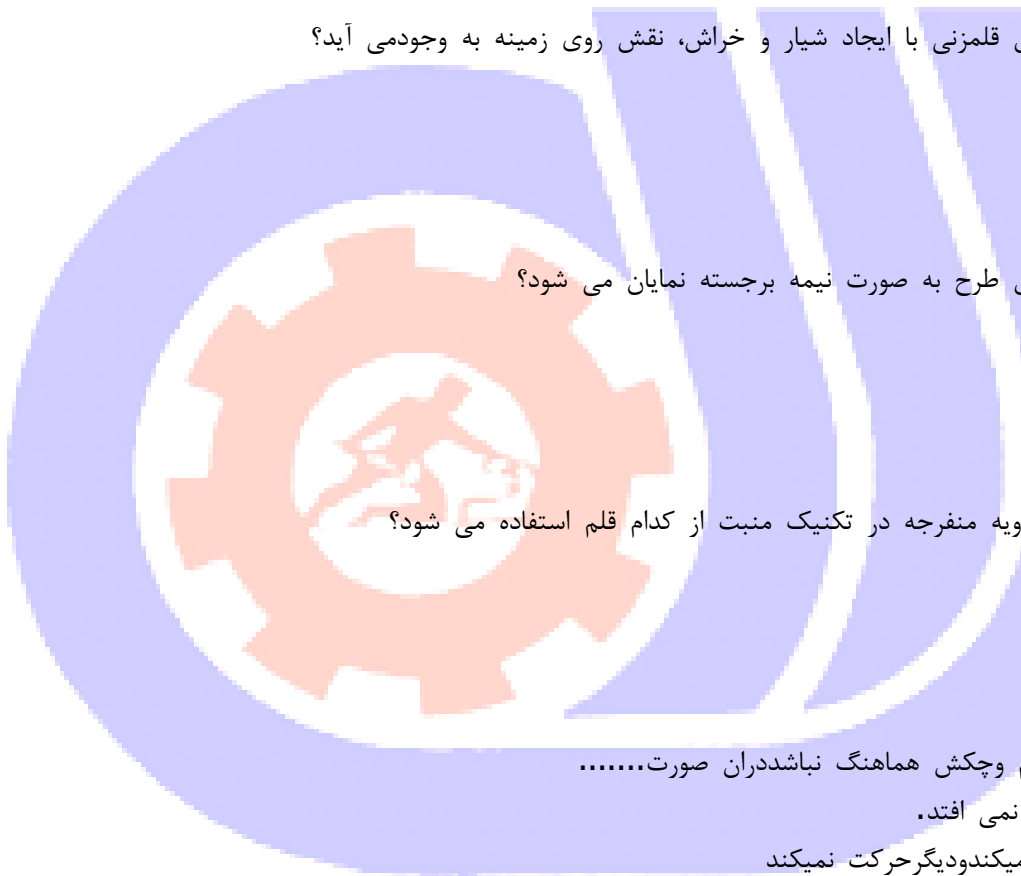 قلمزنی با ایجاد شیار و خراش، نقش روی زمینه به وجودمی آید؟
طرح به صورت نیمه برجسته نمایان می شود؟
ویه منفرجه در تکنیک منبت از کدام قلم استفاده می شود؟
وچکش هماهنگ نباشددران صورت.......
نمی افتد.
میکندودیگرحرکت نمیکند